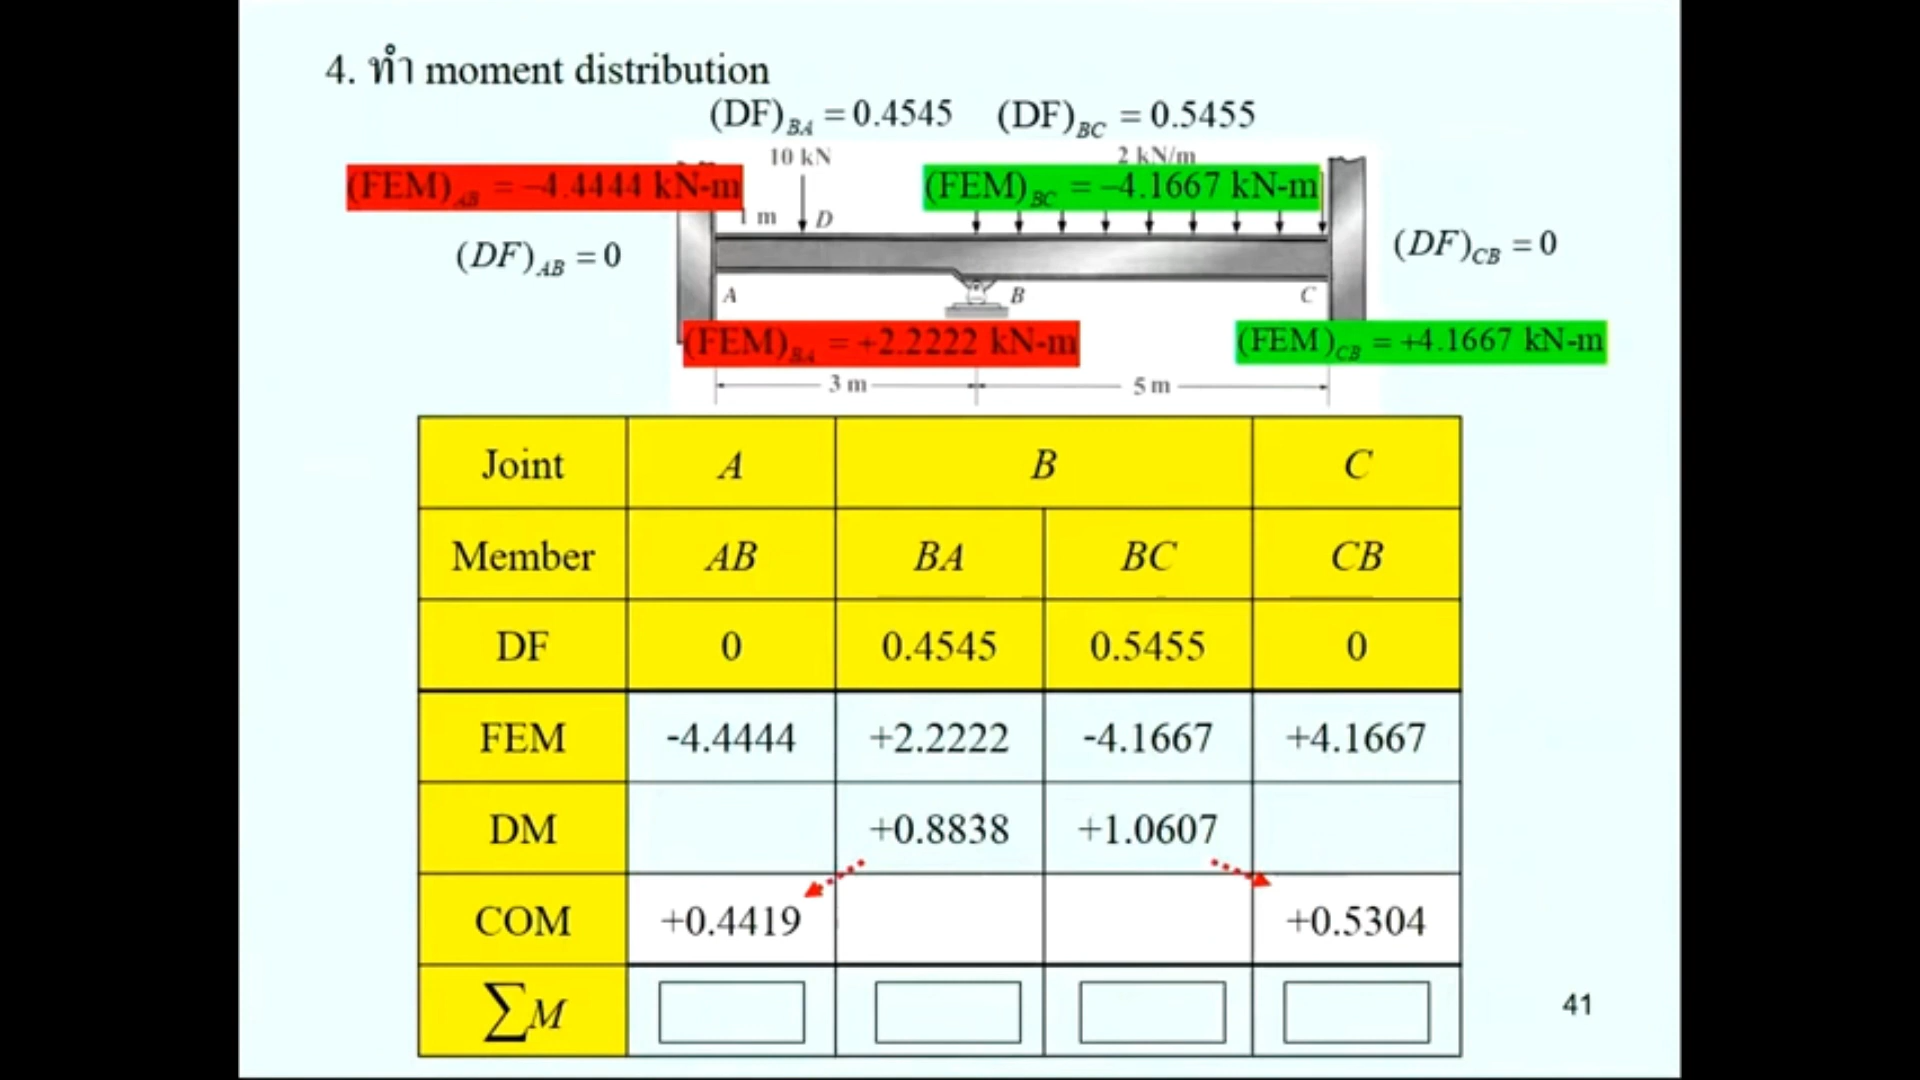 4. ทำ moment distribution
(DF)BA = 0.4545 (DF)BC = 0.5455
10 kN 2 kN/m
(FEM)AB = −4.4444 kN-m (FEM)BC = −4.1667 kN-m
1 m D
(DF)AB = 0 (DF)CB = 0
A B C
(FEM)BA = +2.2222 kN-m (FEM)CB = +4.1667 kN-m
3 m 5 m
Joint A B C
Member AB BA BC CB
DF 0 0.4545 0.5455 0
FEM -4.4444 +2.2222 -4.1667 +4.1667
DM +0.8838 +1.0607
COM +0.4419 +0.5304
∑M
41